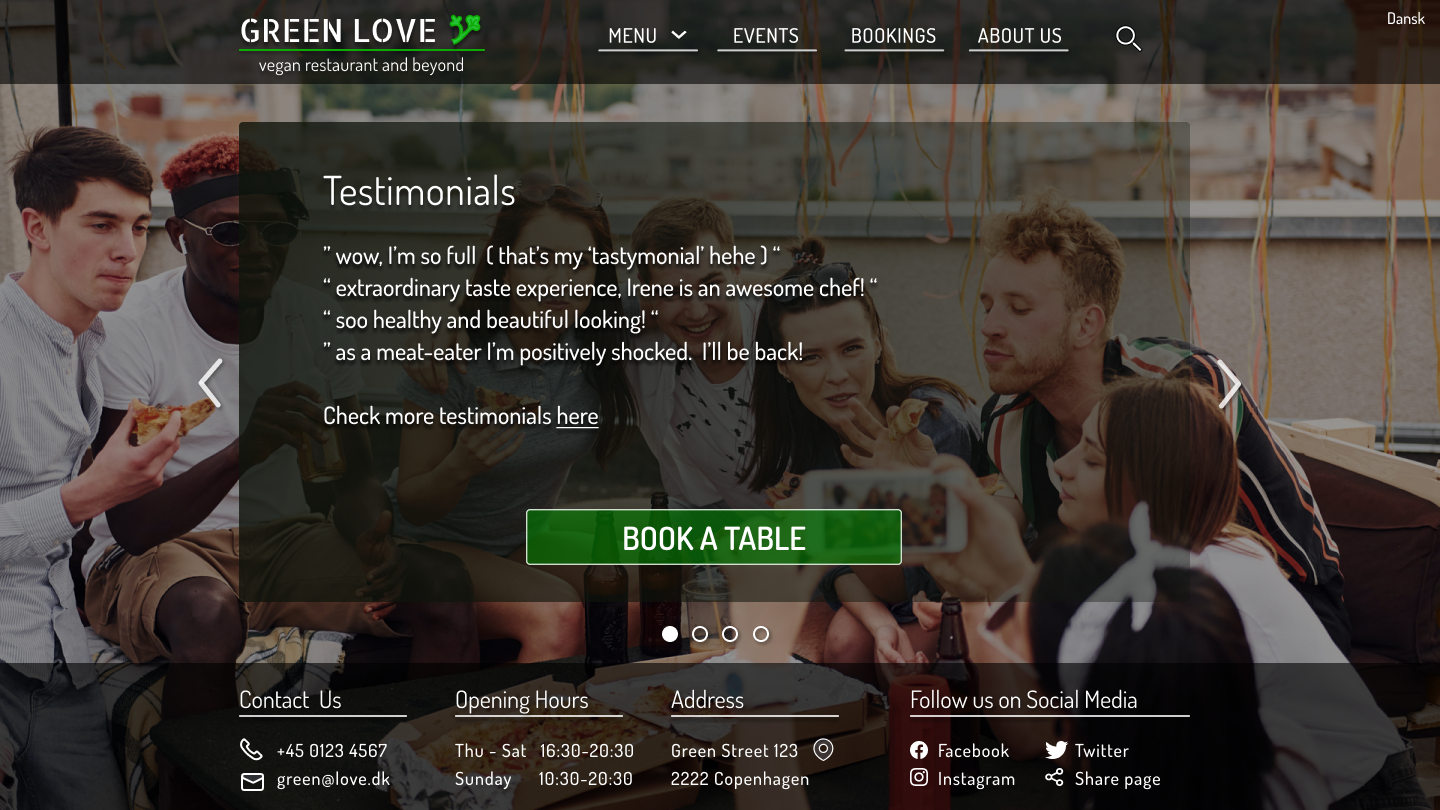 GREEN LOVE
vegan restaurant and beyond
MENU
EVENTS
BOOKINGS
ABOUT US
Dansk
Testimonials
” wow, I’m so full ( that’s my ‘tastymonial’ hehe ) “
“ extraordinary taste experience, Irene is an awesome chef! “
“ soo healthy and beautiful looking! “
” as a meat-eater I’m positively shocked. I’ll be back!
Check more testimonials here
BOOK A TABLE
Contact Us
+45 0123 4567
green@love.dk
Opening Hours
Thu - Sat 16:30-20:30
Sunday 10:30-20:30
Address
Green Street 123
2222 Copenhagen
Follow us on Social Media
Facebook
Twitter
Instagram
Share page